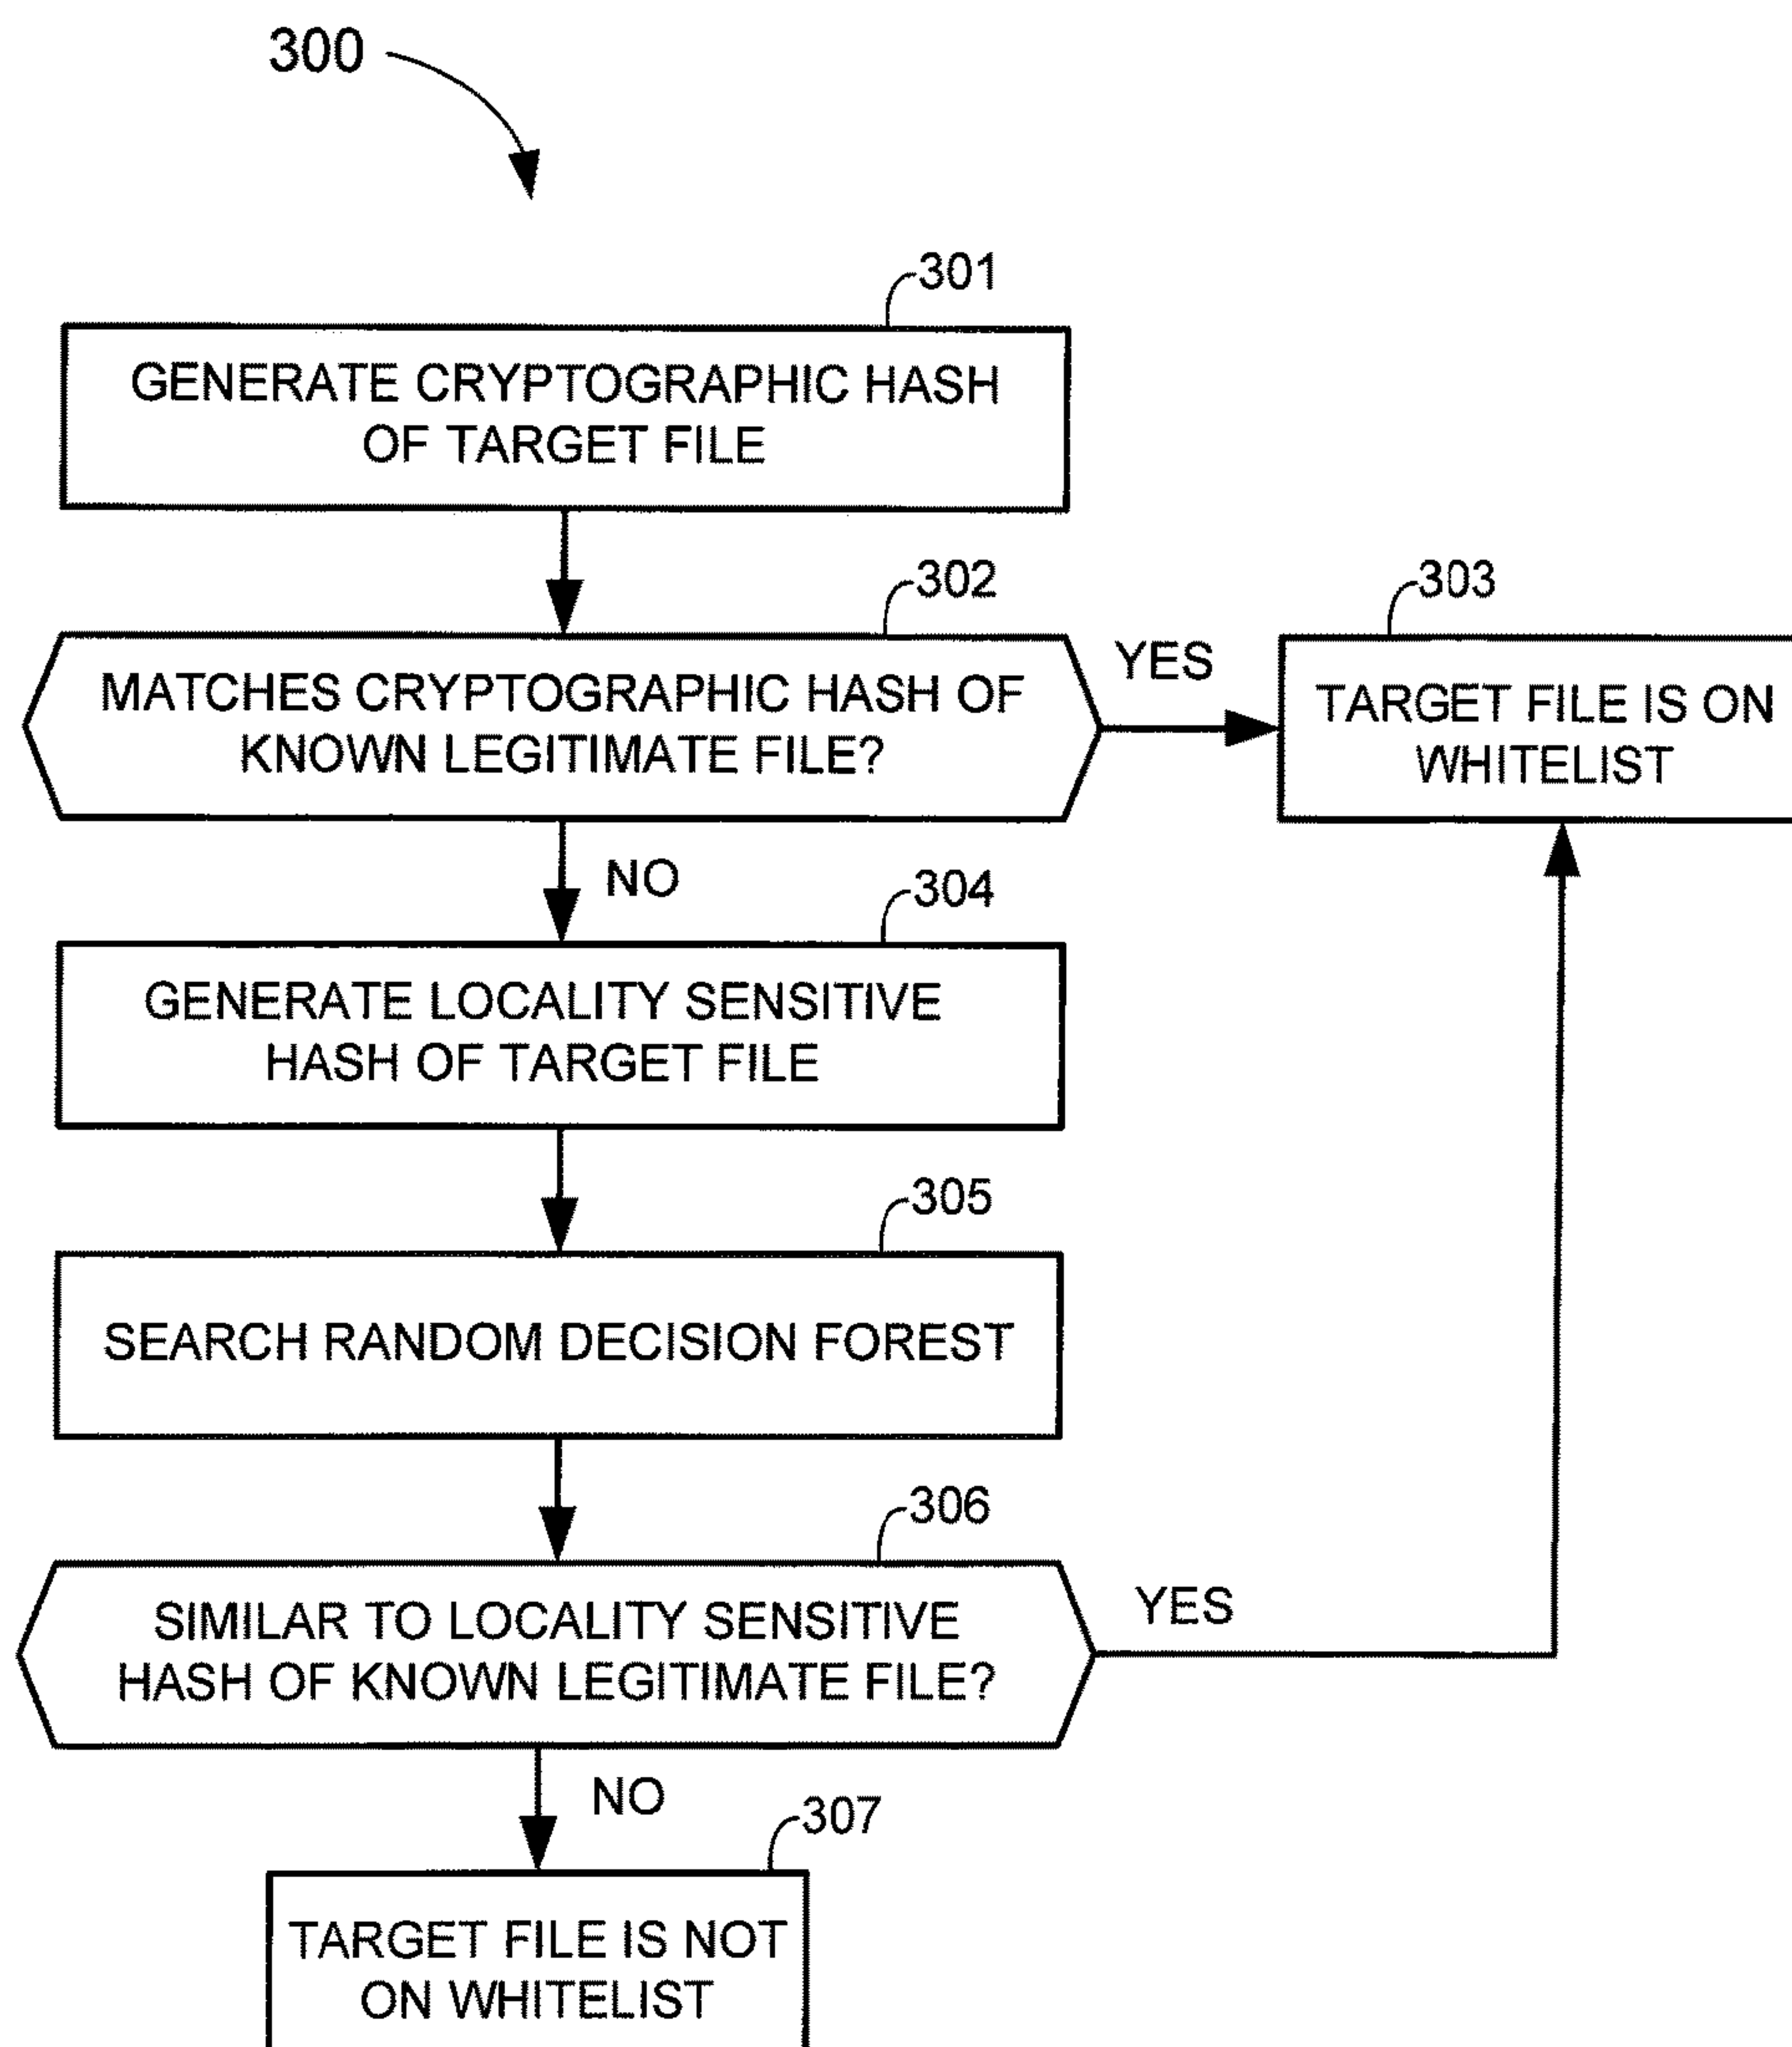 300
301
GENERATE CRYPTOGRAPHIC HASH
OF TARGET FILE
302
MATCHES CRYPTOGRAPHIC HASH OF
KNOWN LEGITIMATE FILE?
YES
303
TARGET FILE IS ON
WHITELIST
NO
304
GENERATE LOCALITY SENSITIVE
HASH OF TARGET FILE
305
SEARCH RANDOM DECISION FOREST
306
SIMILAR TO LOCALITY SENSITIVE
HASH OF KNOWN LEGITIMATE FILE?
YES
NO
307
TARGET FILE IS NOT
ON WHITELIST